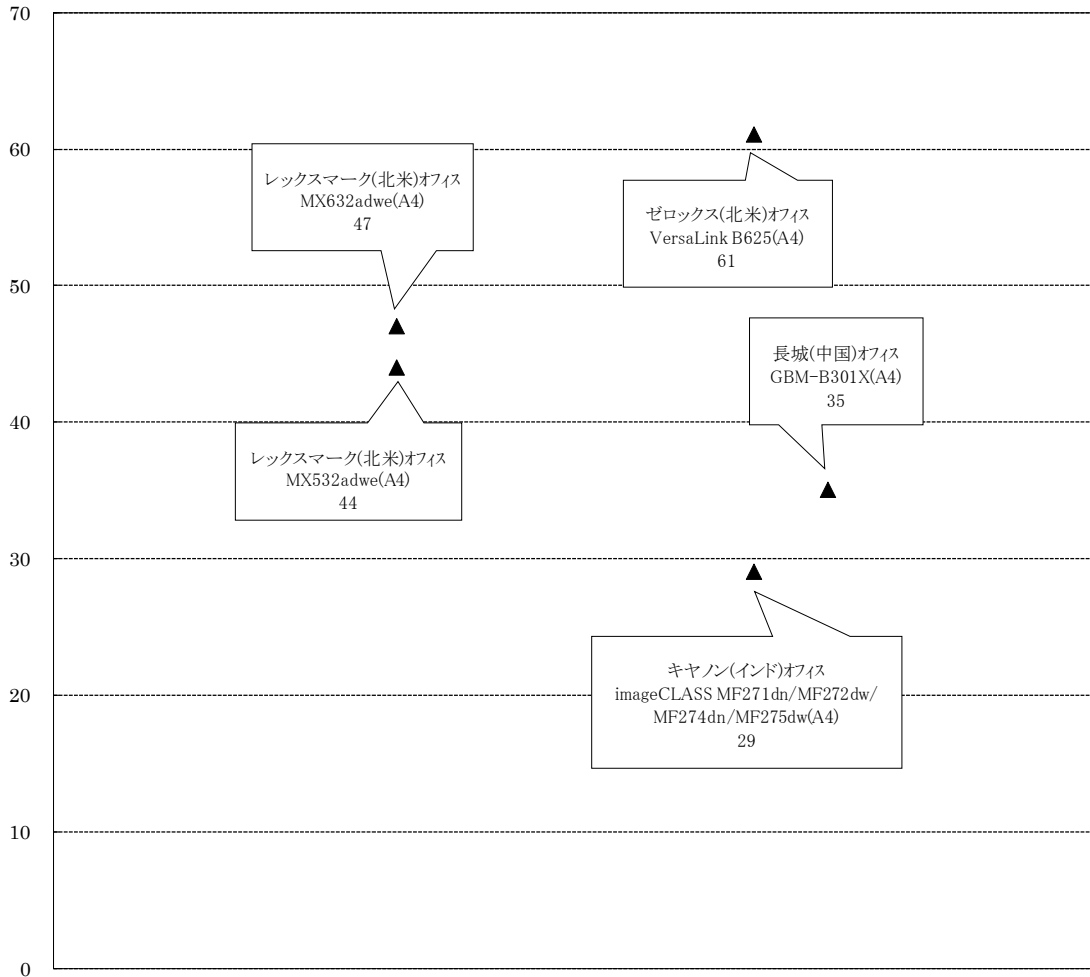 70
60
50
40
30
20
10
0
レックスマーク(北米)オフィス
MX632adwe(A4)
47
ゼロックス(北米)オフィス
VersaLink B625(A4)
61
長城(中国)オフィス
GBM-B301X(A4)
35
レックスマーク(北米)オフィス
MX532adwe(A4)
44
キヤノン(インド)オフィス
imageCLASS MF271dn/MF272dw/
MF274dn/MF275dw(A4)
29